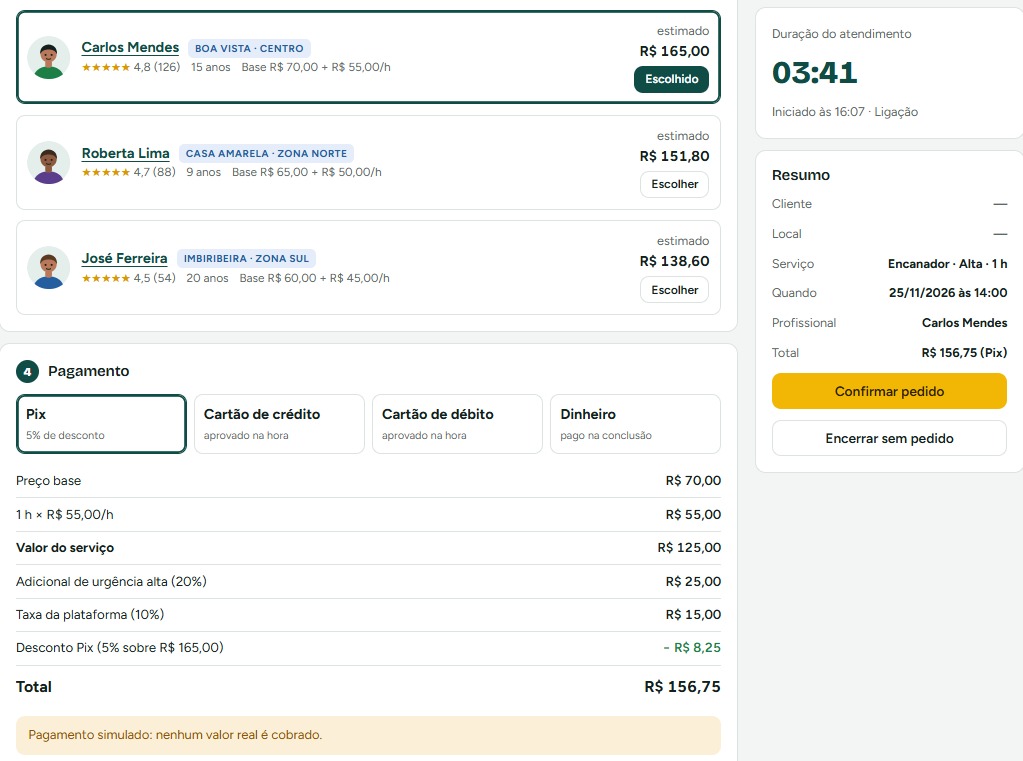 Carlos Mendes BOA VISTA · CENTRO
★★★★★ 4,8 (126) 15 anos Base R$ 70,00 + R$ 55,00/h
estimado
R$ 165,00
Escolhido
Roberta Lima CASA AMARELA · ZONA NORTE
★★★★★ 4,7 (88) 9 anos Base R$ 65,00 + R$ 50,00/h
estimado
R$ 151,80
Escolher
José Ferreira IMBIRIBEIRA · ZONA SUL
★★★★★ 4,5 (54) 20 anos Base R$ 60,00 + R$ 45,00/h
estimado
R$ 138,60
Escolher
4 Pagamento
Pix
5% de desconto
Cartão de crédito
aprovado na hora
Cartão de débito
aprovado na hora
Dinheiro
pago na conclusão
Preço base R$ 70,00
1 h × R$ 55,00/h R$ 55,00
Valor do serviço R$ 125,00
Adicional de urgência alta (20%) R$ 25,00
Taxa da plataforma (10%) R$ 15,00
Desconto Pix (5% sobre R$ 165,00) − R$ 8,25
Total R$ 156,75
Pagamento simulado: nenhum valor real é cobrado.
Duração do atendimento
03:41
Iniciado às 16:07 · Ligação
Resumo
Cliente —
Local —
Serviço Encanador · Alta · 1 h
Quando 25/11/2026 às 14:00
Profissional Carlos Mendes
Total R$ 156,75 (Pix)
Confirmar pedido
Encerrar sem pedido